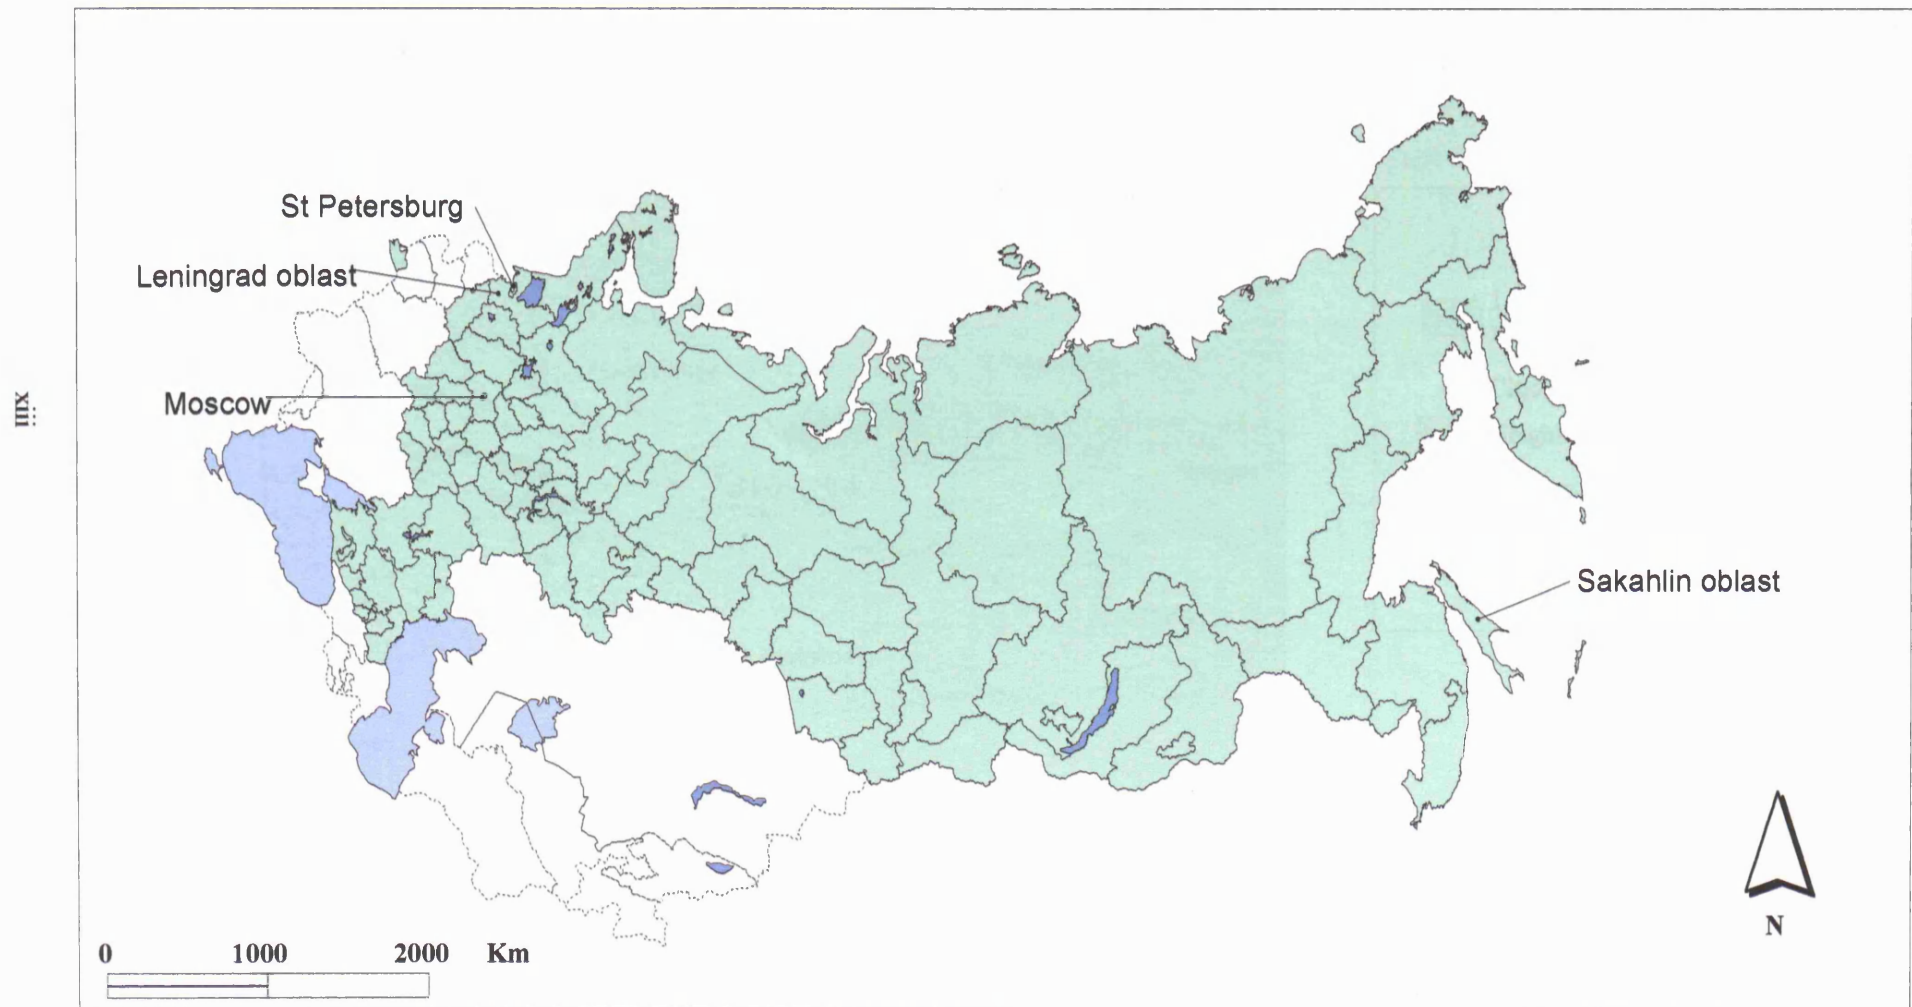 St Petersburg
Leningrad oblast
Moscow
xiii
Sakahlin oblast
N
0 1000 2000 Km